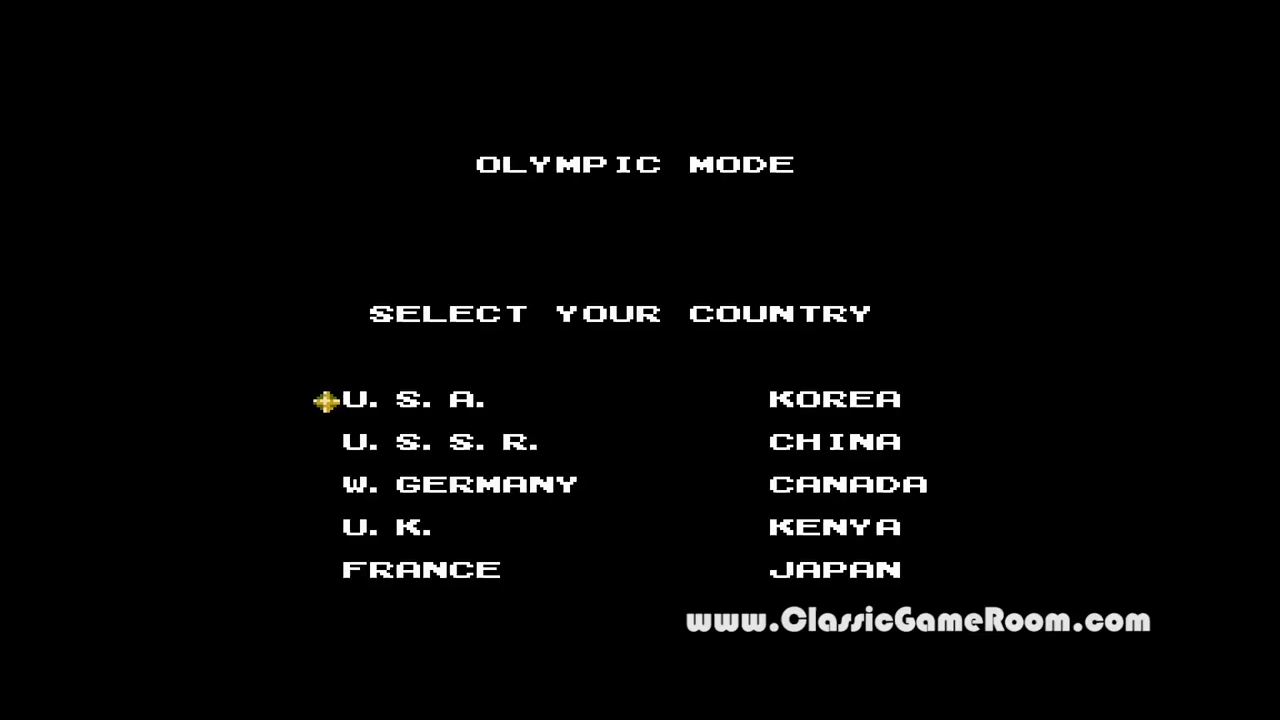 OLYMPIC MODE
SELECT YOUR COUNTRY
U. S. A. KOREA
U. S. S. R. CHINA
W. GERMANY CANADA
U. K. KENYA
FRANCE JAPAN
www.ClassicGameRoom.com